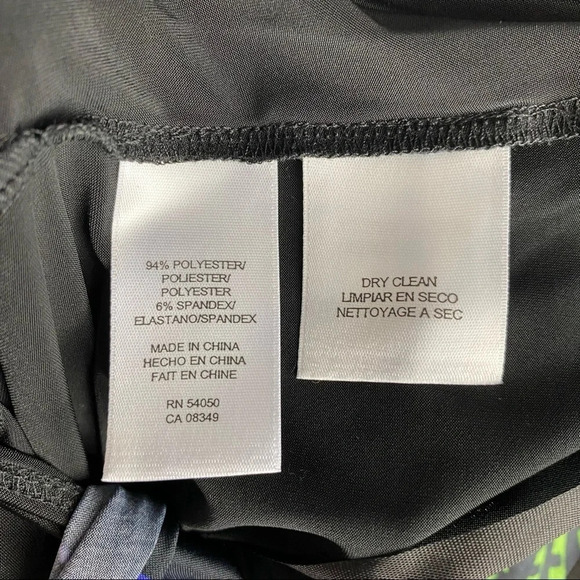 94% POLYESTER/
POLIESTER/
POLYESTER
6% SPANDEX/
ELASTANO/SPANDEX
MADE IN CHINA
HECHO EN CHINA
FAIT EN CHINE
RN 54050
CA 08349
DRY CLEAN
LIMPIAR EN SECO
NETTOYAGE A SEC